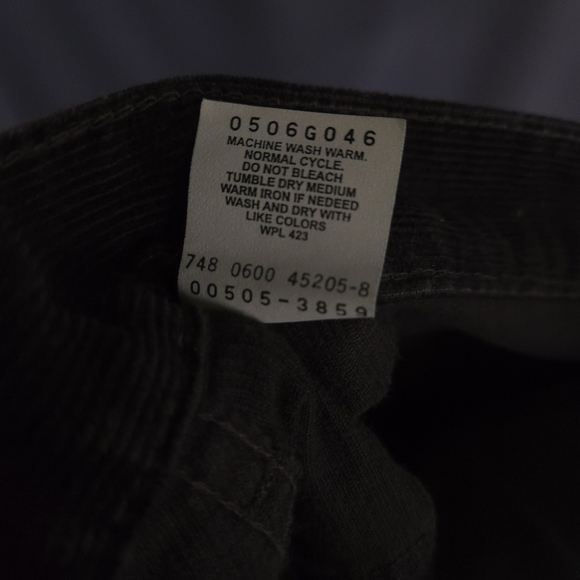 0506G046
MACHINE WASH WARM.
NORMAL CYCLE.
DO NOT BLEACH
TUMBLE DRY MEDIUM
WARM IRON IF NEEDED
WASH AND DRY WITH
LIKE COLORS
WPL 423
748 0600 45205-8
00505-3859